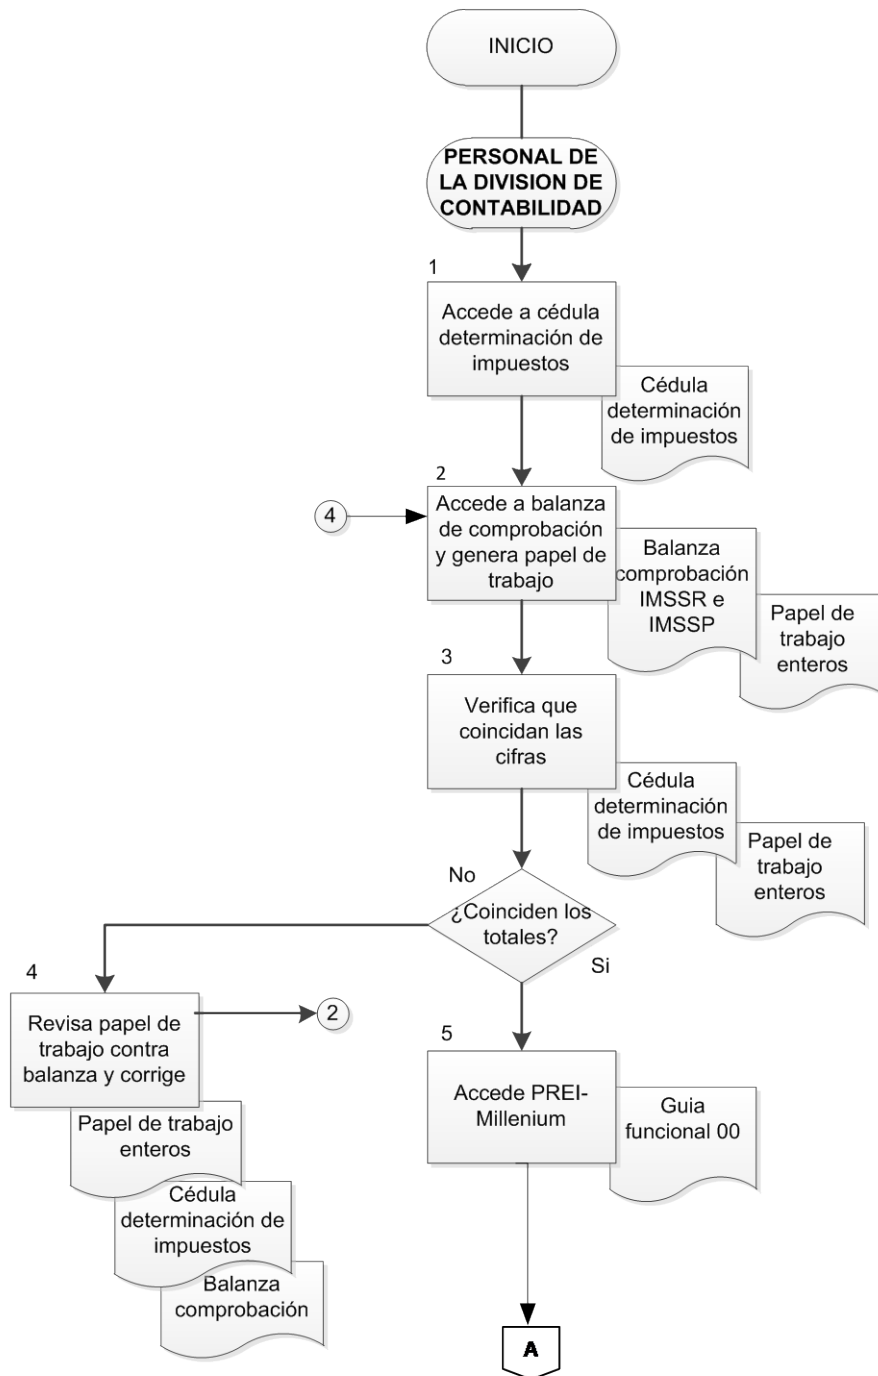 INICIO
PERSONAL DE
LA DIVISION DE
CONTABILIDAD
1
Accede a cédula
determinación de
impuestos
Cédula
determinación
de impuestos
2
4
Accede a balanza
de comprobación
y genera papel de
trabajo
Balanza
comprobación
IMSSR e
IMSSP
Papel de
trabajo
enteros
3
Verifica que
coincidan las
cifras
Cédula
determinación
de impuestos
Papel de
trabajo
enteros
No
¿Coinciden los
totales?
Si
4
Revisa papel de
trabajo contra
balanza y corrige
2
Papel de trabajo
enteros
Cédula
determinación de
impuestos
Balanza
comprobación
5
Accede PREI-
Millenium
Guia
funcional 00
A